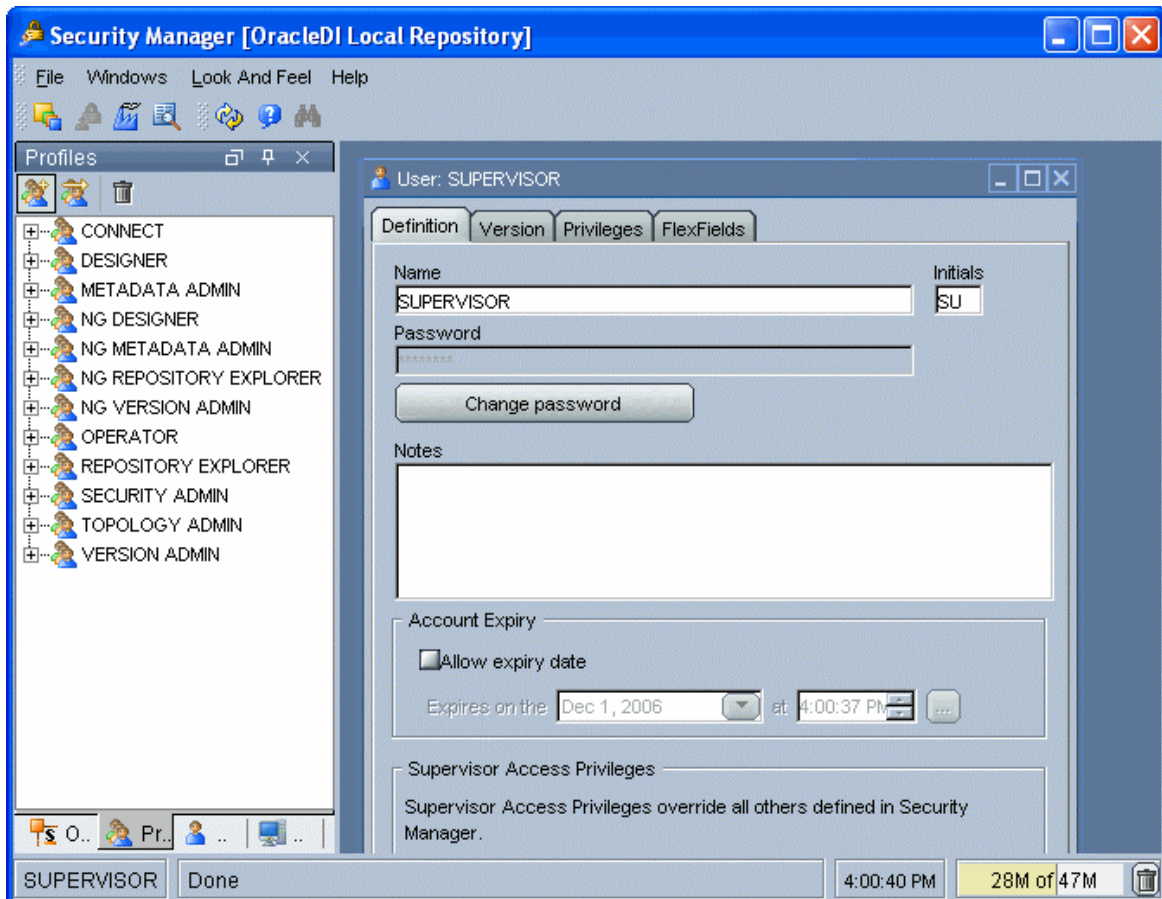 Security Manager [OracleDI Local Repository]
File Windows Look And Feel Help
Profiles
CONNECT
DESIGNER
METADATA ADMIN
NG DESIGNER
NG METADATA ADMIN
NG REPOSITORY EXPLORER
NG VERSION ADMIN
OPERATOR
REPOSITORY EXPLORER
SECURITY ADMIN
TOPOLOGY ADMIN
VERSION ADMIN
O.. Pr.. .. ..
User: SUPERVISOR
Definition Version Privileges FlexFields
Name Initials
SUPERVISOR SU
Password
********
Change password
Notes
Account Expiry
Allow expiry date
Expires on the Dec 1, 2006 at 4:00:37 PM ...
Supervisor Access Privileges
Supervisor Access Privileges override all others defined in Security
Manager.
SUPERVISOR Done 4:00:40 PM 28M of 47M